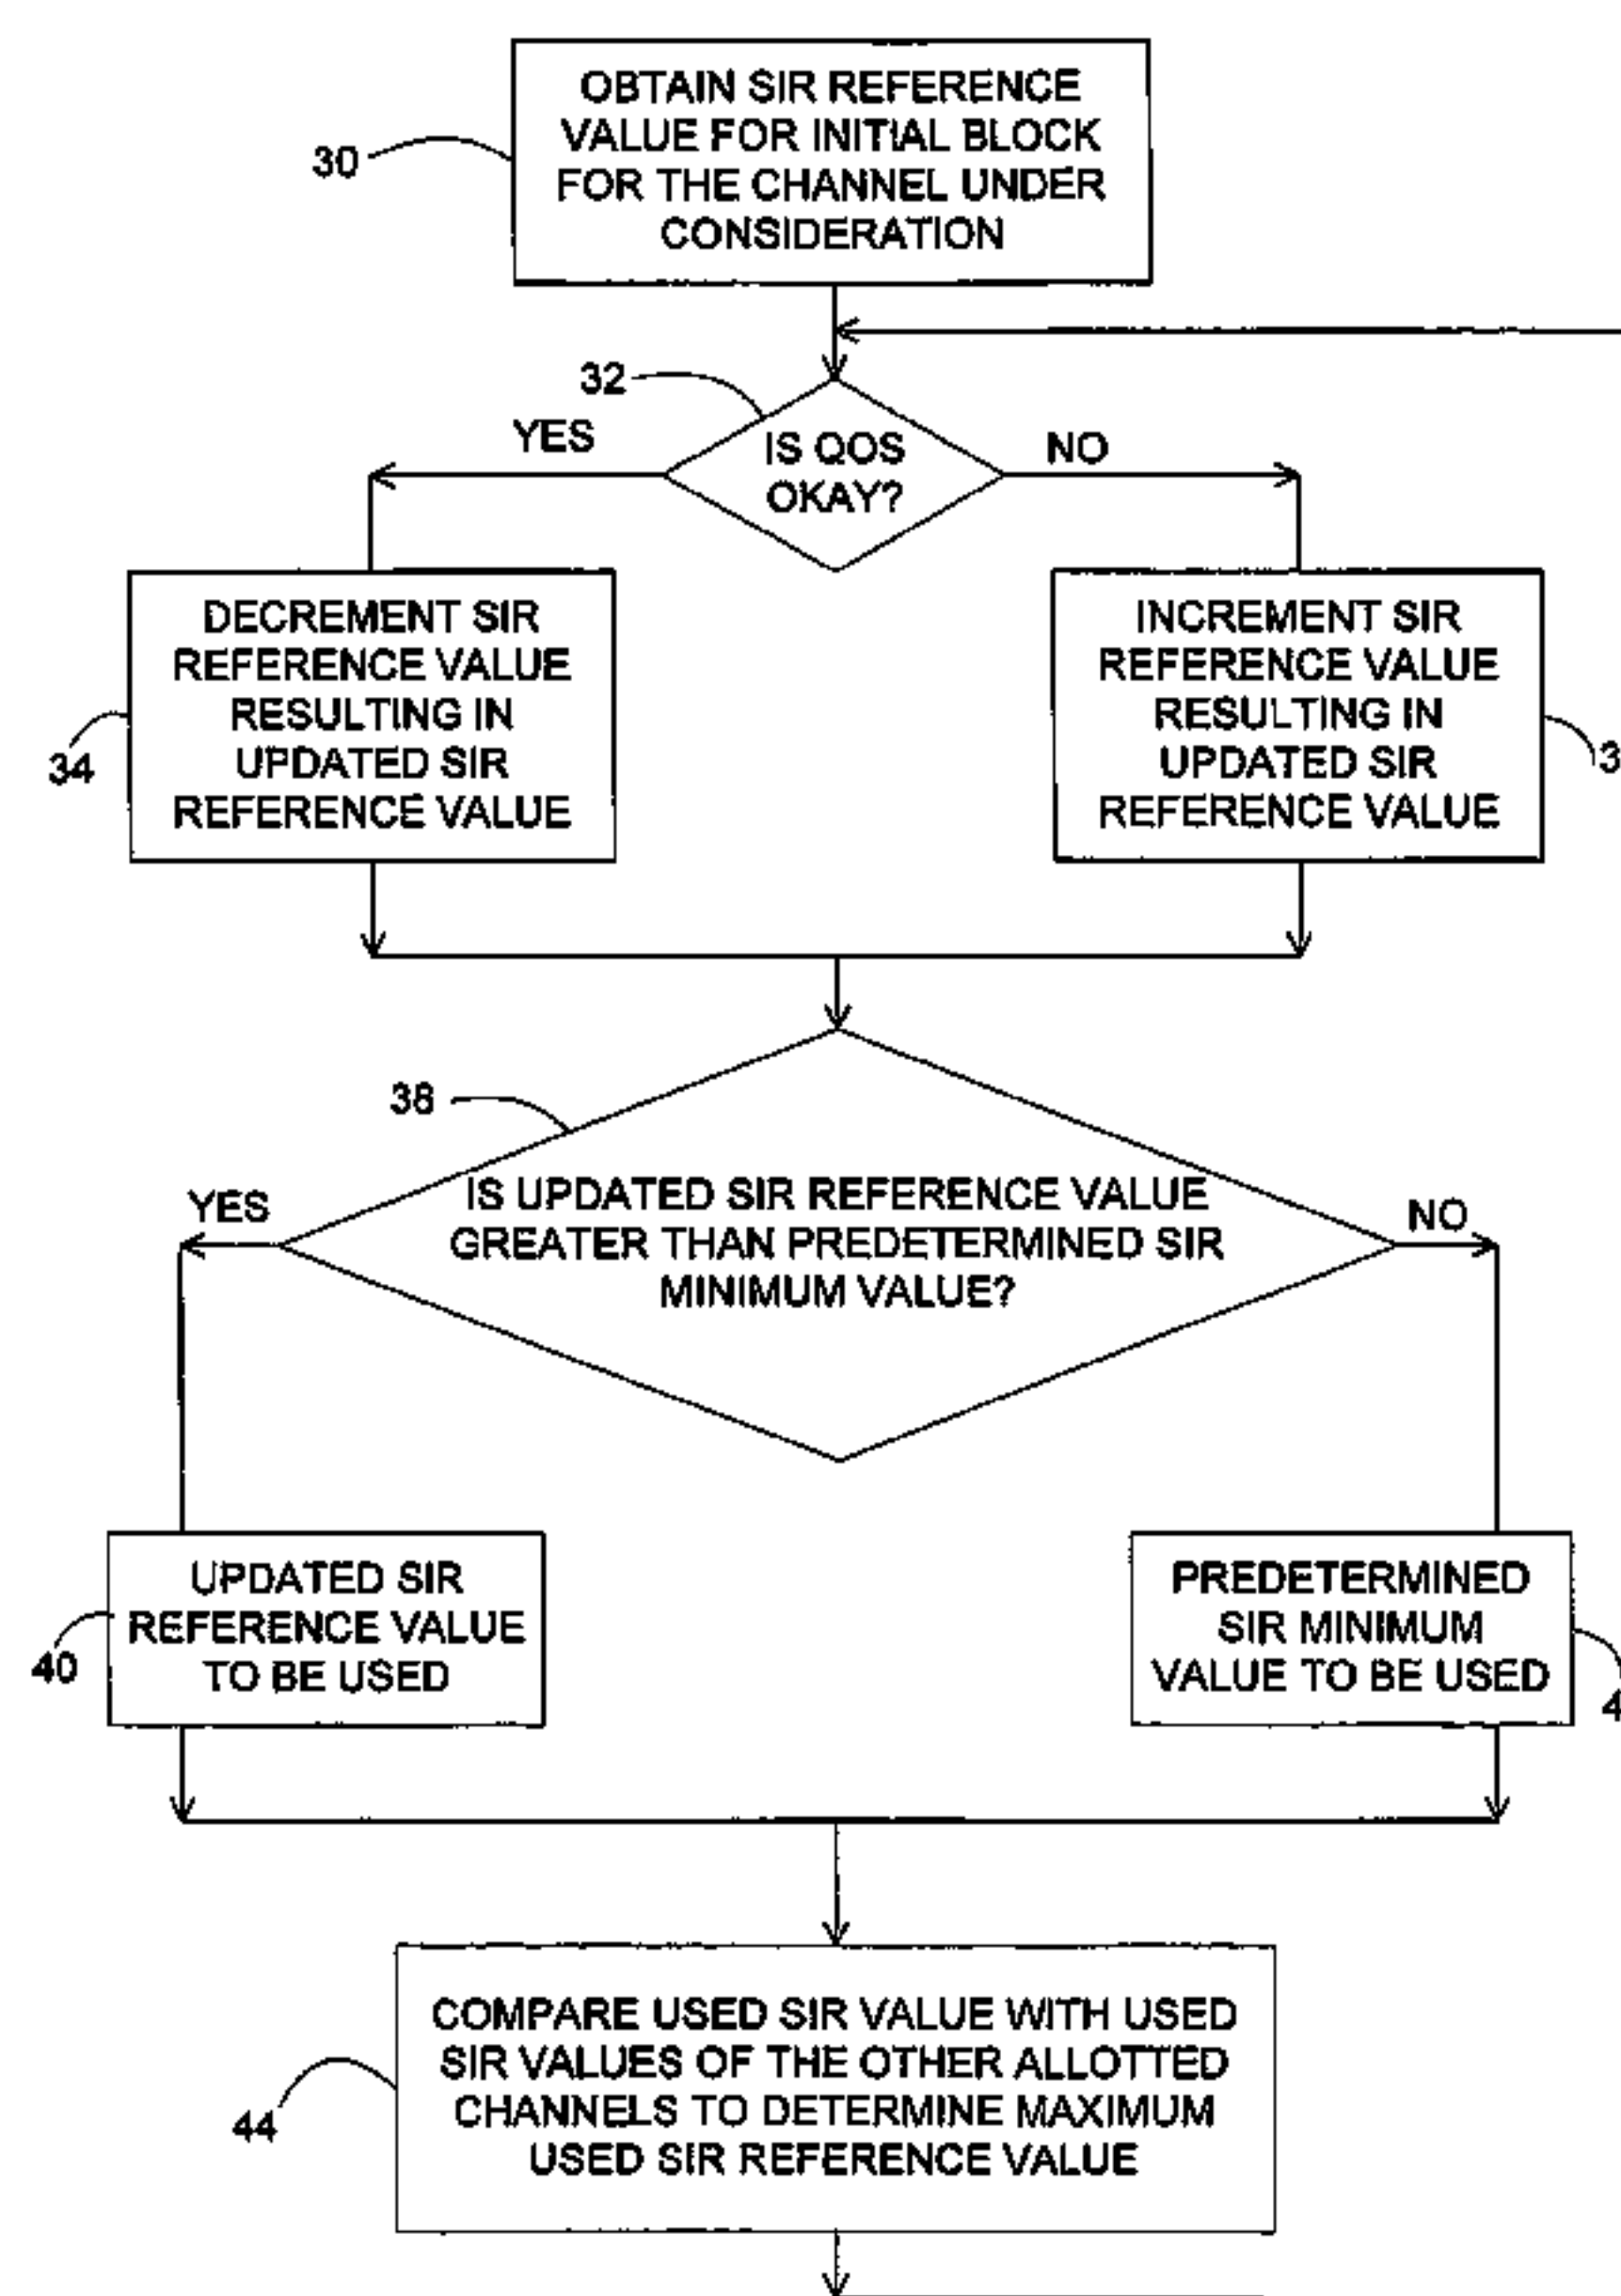 OBTAIN SIR REFERENCE
VALUE FOR INITIAL BLOCK
FOR THE CHANNEL UNDER
CONSIDERATION
30
32
YES
IS QOS
OKAY?
NO
DECREMENT SIR
REFERENCE VALUE
RESULTING IN
UPDATED SIR
REFERENCE VALUE
34
INCREMENT SIR
REFERENCE VALUE
RESULTING IN
UPDATED SIR
REFERENCE VALUE
3
38
YES
IS UPDATED SIR REFERENCE VALUE
GREATER THAN PREDETERMINED SIR
MINIMUM VALUE?
NO
UPDATED SIR
REFERENCE VALUE
TO BE USED
40
PREDETERMINED
SIR MINIMUM
VALUE TO BE USED
4
COMPARE USED SIR VALUE WITH USED
SIR VALUES OF THE OTHER ALLOTTED
CHANNELS TO DETERMINE MAXIMUM
USED SIR REFERENCE VALUE
44